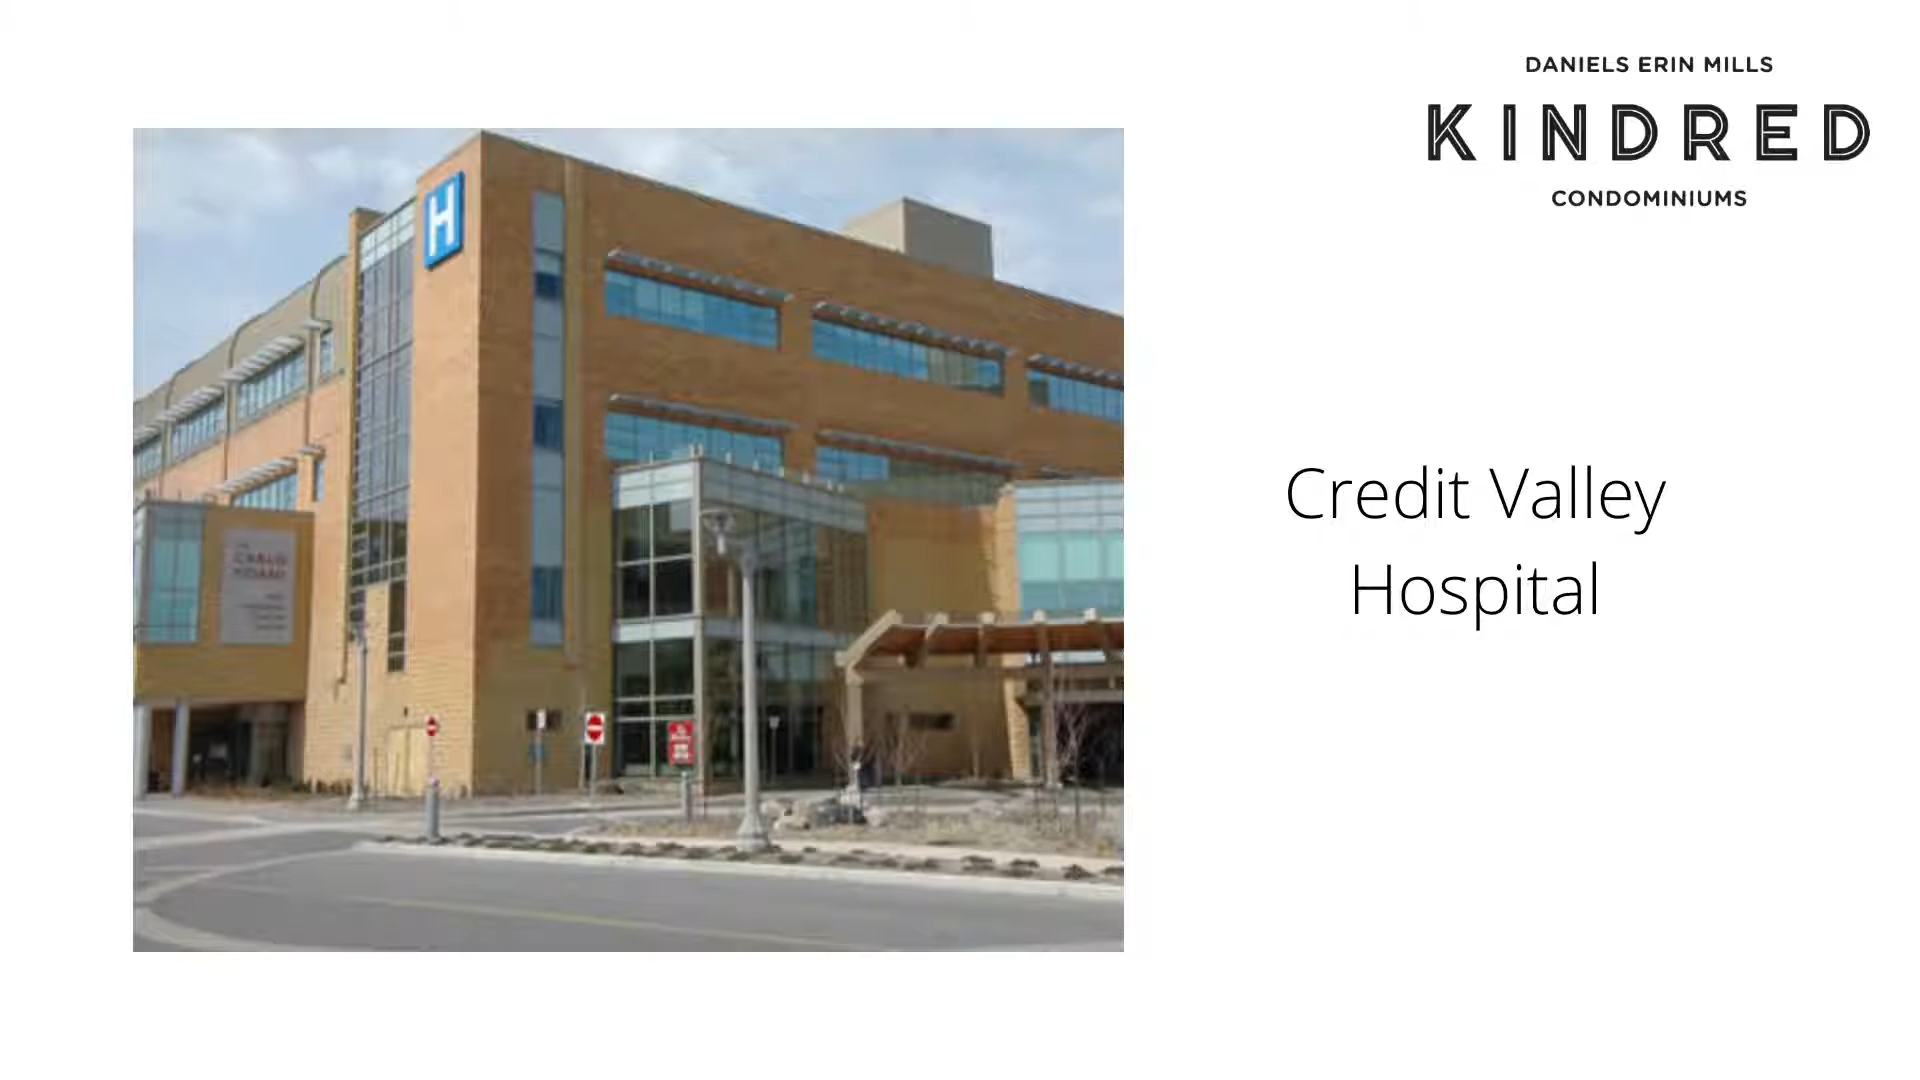 DANIELS ERIN MILLS
KINDRED
CONDOMINIUMS
H
Credit Valley
Hospital